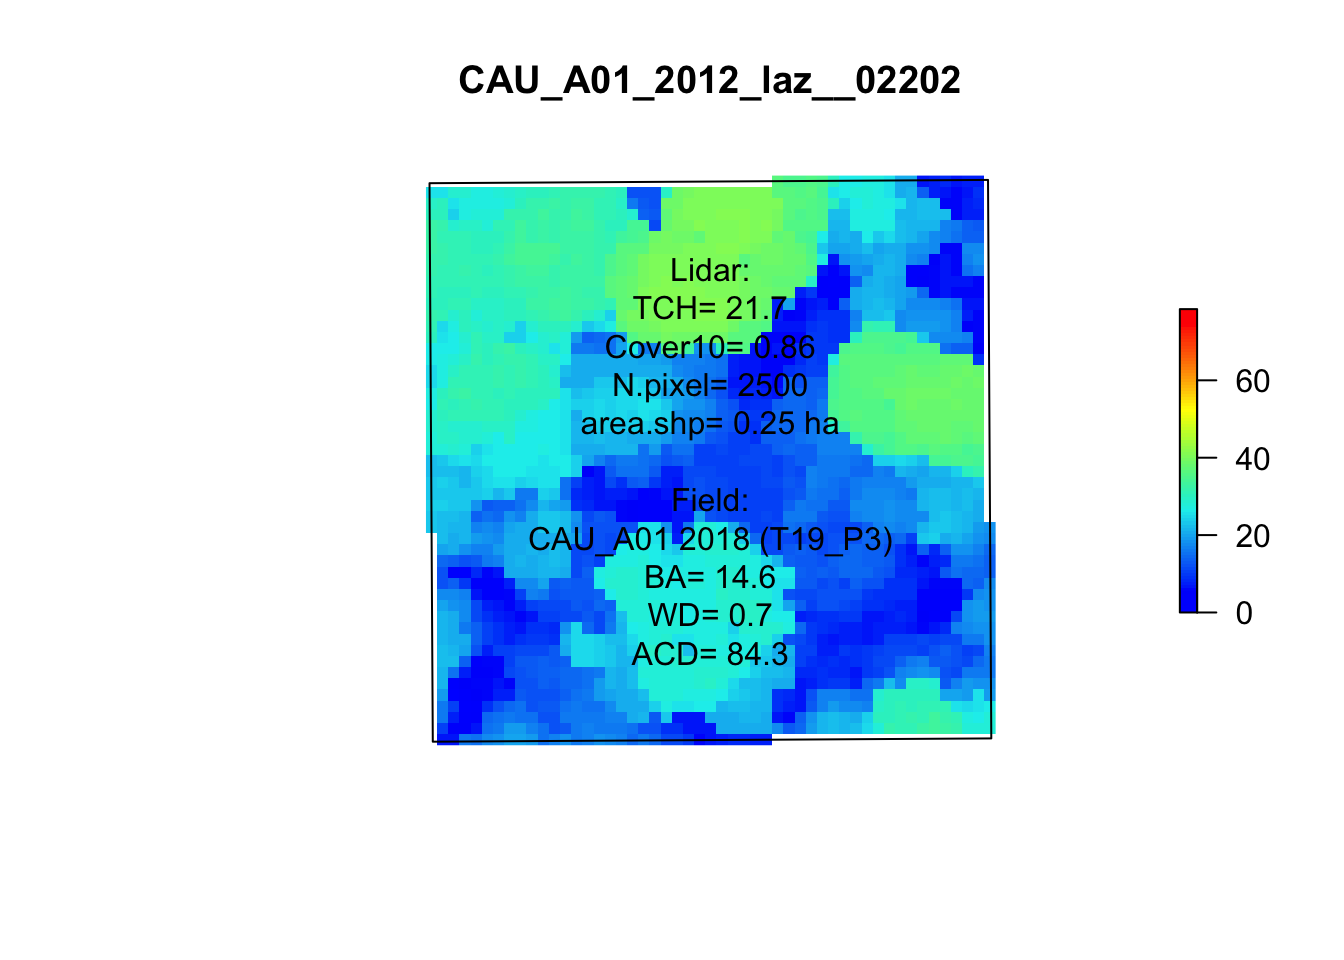 CAU_A01_2012_laz__02202
Lidar:
TCH= 21.7
Cover10= 0.86
N.pixel= 2500
area.shp= 0.25 ha
Field:
CAU_A01 2018 (T19_P3)
BA= 14.6
WD= 0.7
ACD= 84.3
60
40
20
0